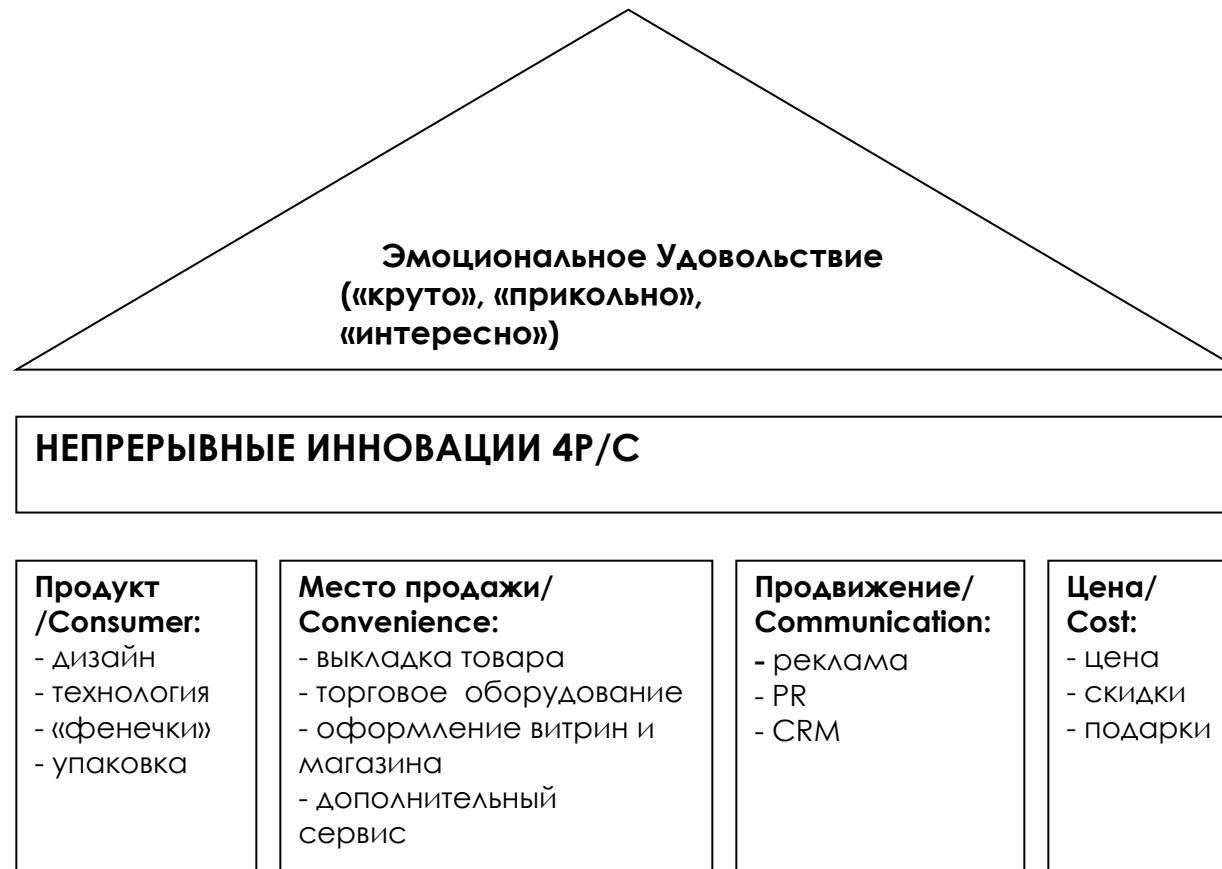 Эмоциональное Удовольствие
(«круто», «прикольно»,
«интересно»)
НЕПРЕРЫВНЫЕ ИННОВАЦИИ 4P/C
Продукт
/Consumer:
- дизайн
- технология
- «фенечки»
- упаковка
Место продажи/
Convenience:
- выкладка товара
- торговое оборудование
- оформление витрин и
магазина
- дополнительный
сервис
Продвижение/
Communication:
- реклама
- PR
- CRM
Цена/
Cost:
- цена
- скидки
- подарки